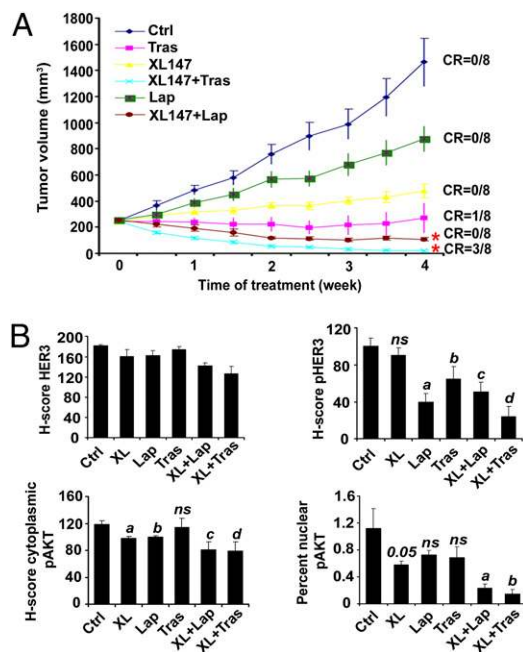 A
Tumor volume (mm³)
1800
1600
1400
1200
1000
800
600
400
200
0
Ctrl
Tras
XL147
XL147+Tras
Lap
XL147+Lap
CR=0/8
CR=0/8
CR=0/8
CR=1/8
CR=0/8
*
CR=3/8
*
0 1 2 3 4
Time of treatment (week)
B
H-score HER3
200
160
120
80
40
0
Ctrl XL Lap Tras XL+Lap XL+Tras
H-score pHER3
120
80
40
0
ns a b c d
Ctrl XL Lap Tras XL+Lap XL+Tras
H-score cytoplasmic
pAKT
160
120
80
40
0
a b ns c d
Ctrl XL Lap Tras XL+Lap XL+Tras
Percent nuclear
pAKT
1.6
1.2
0.8
0.4
0
0.05 ns ns a b
Ctrl XL Lap Tras XL+Lap XL+Tras